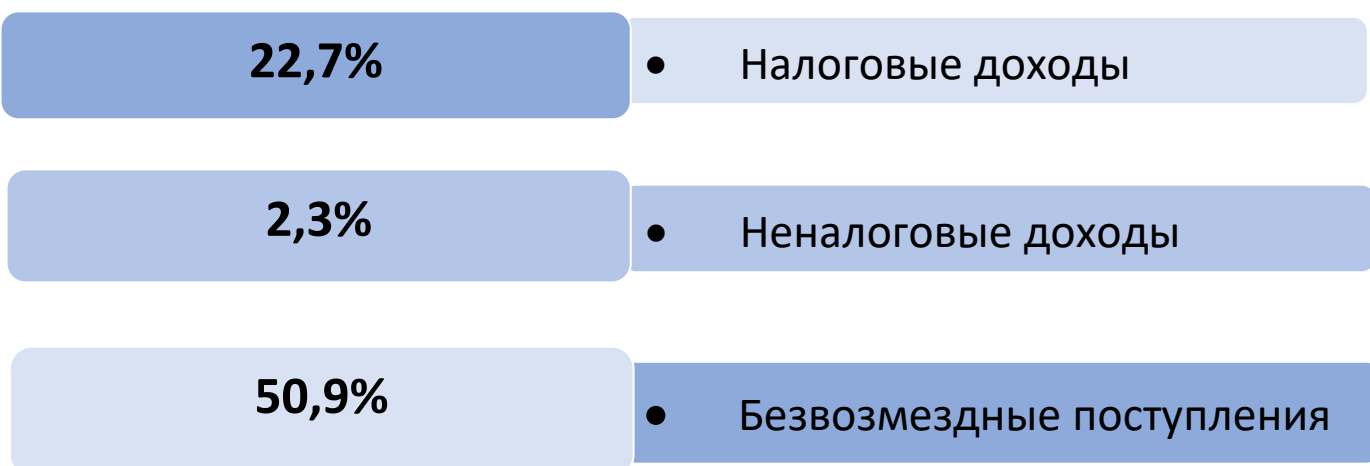 22,7%
• Налоговые доходы
2,3%
• Неналоговые доходы
50,9%
• Безвозмездные поступления